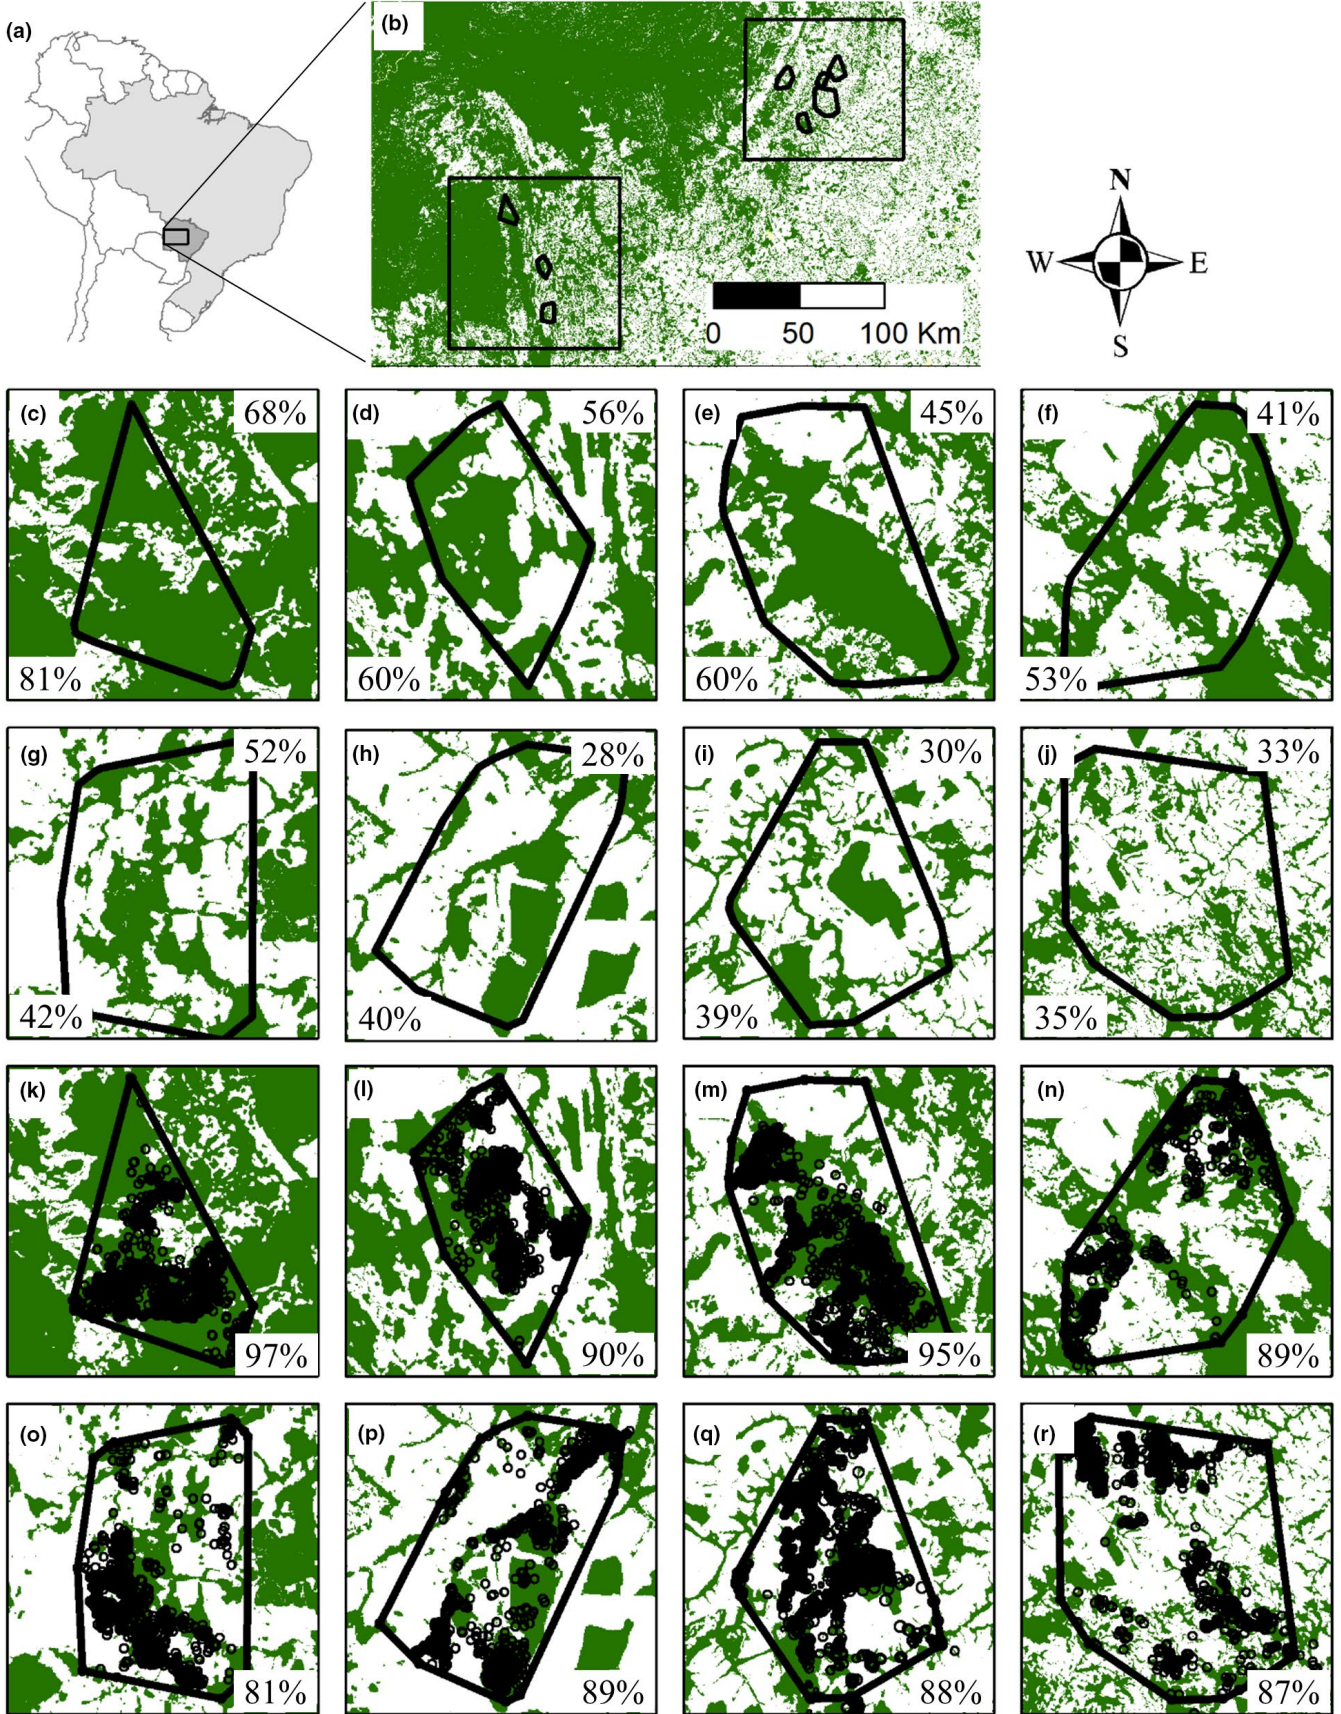 (a)
(b)
0 50 100 Km
N
W E
S
(c) 68%
81%
(d) 56%
60%
(e) 45%
60%
(f) 41%
53%
(g) 52%
42%
(h) 28%
40%
(i) 30%
39%
(j) 33%
35%
(k)
97%
(l)
90%
(m)
95%
(n)
89%
(o)
81%
(p)
89%
(q)
88%
(r)
87%